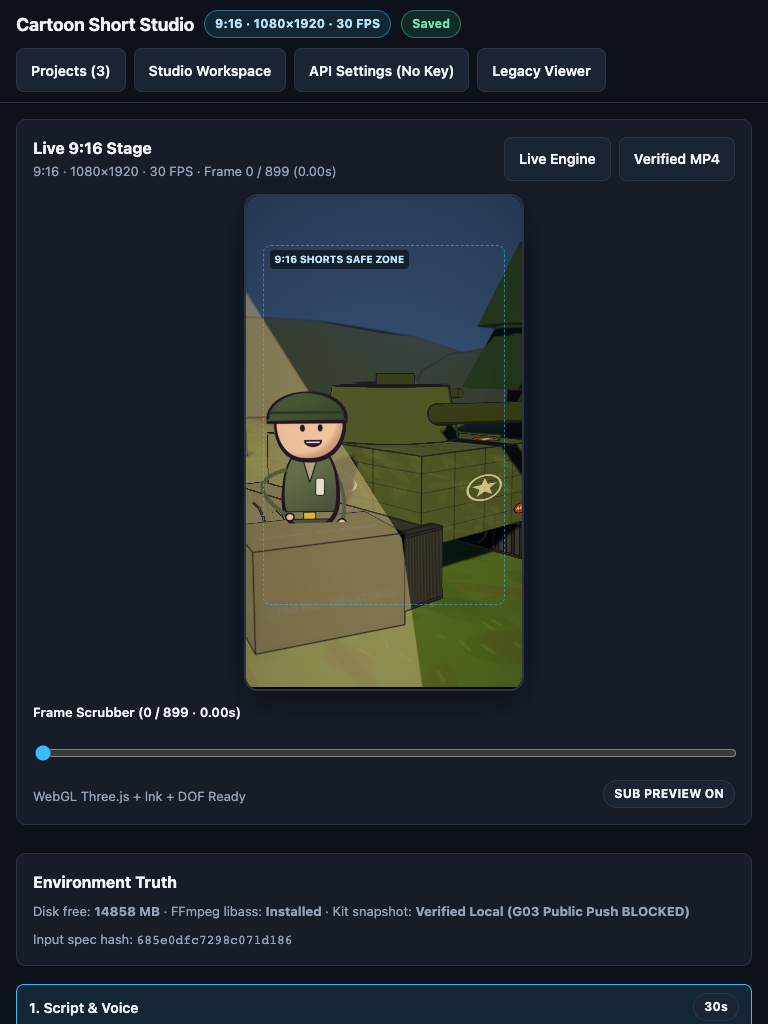 Cartoon Short Studio
9:16 · 1080×1920 · 30 FPS
Saved
Projects (3)
Studio Workspace
API Settings (No Key)
Legacy Viewer
Live 9:16 Stage
9:16 · 1080×1920 · 30 FPS · Frame 0 / 899 (0.00s)
Live Engine
Verified MP4
9:16 SHORTS SAFE ZONE
Frame Scrubber (0 / 899 · 0.00s)
WebGL Three.js + Ink + DOF Ready
SUB PREVIEW ON
Environment Truth
Disk free: 14858 MB · FFmpeg libass: Installed · Kit snapshot: Verified Local (G03 Public Push BLOCKED)
Input spec hash: 685e0dfc7298c071d186
1. Script & Voice
30s